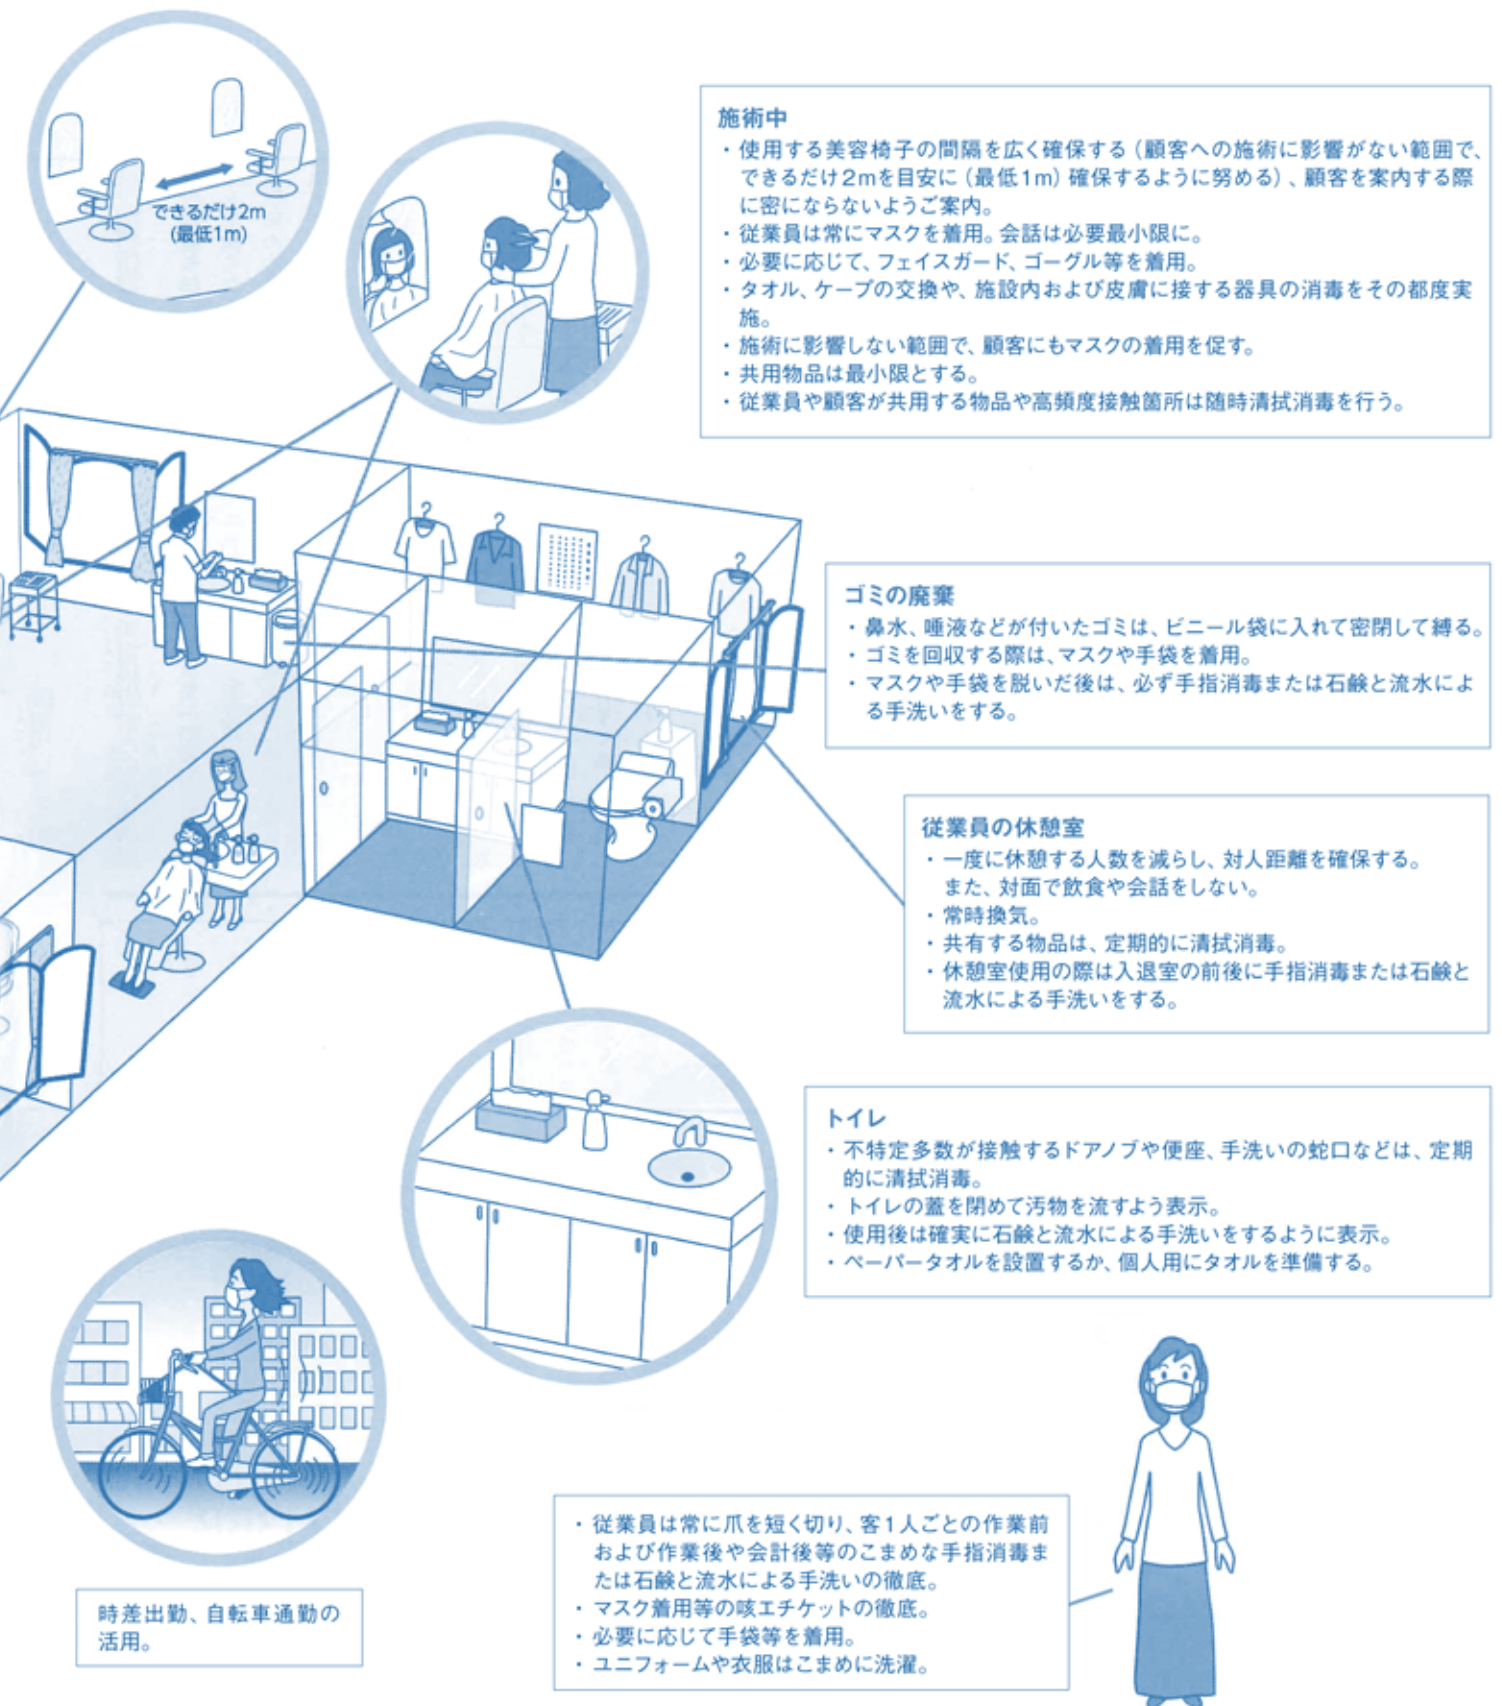 できるだけ2m
(最低1m)
施術中
・使用する美容椅子の間隔を広く確保する（顧客への施術に影響がない範囲で、
できるだけ2mを目安に（最低1m）確保するように努める）、顧客を案内する際
に密にならないようご案内。
・従業員は常にマスクを着用。会話は必要最小限に。
・必要に応じて、フェイスガード、ゴーグル等を着用。
・タオル、ケープの交換や、施設内および皮膚に接する器具の消毒をその都度実
施。
・施術に影響しない範囲で、顧客にもマスクの着用を促す。
・共用物品は最小限とする。
・従業員や顧客が共用する物品や高頻度接触箇所は随時清拭消毒を行う。
ゴミの廃棄
・鼻水、唾液などが付いたゴミは、ビニール袋に入れて密閉して縛る。
・ゴミを回収する際は、マスクや手袋を着用。
・マスクや手袋を脱いだ後は、必ず手指消毒または石鹸と流水によ
る手洗いをする。
従業員の休憩室
・一度に休憩する人数を減らし、対人距離を確保する。
また、対面で飲食や会話をしない。
・常時換気。
・共有する物品は、定期的に清拭消毒。
・休憩室使用の際は入退室の前後に手指消毒または石鹸と
流水による手洗いをする。
トイレ
・不特定多数が接触するドアノブや便座、手洗いの蛇口などは、定期
的に清拭消毒。
・トイレの蓋を閉めて汚物を流すよう表示。
・使用後は確実に石鹸と流水による手洗いをするように表示。
・ペーパータオルを設置するか、個人用にタオルを準備する。
時差出勤、自転車通勤の
活用。
・従業員は常に爪を短く切り、客1人ごとの作業前
および作業後や会計後等のこまめな手指消毒ま
たは石鹸と流水による手洗いの徹底。
・マスク着用等の咳エチケットの徹底。
・必要に応じて手袋等を着用。
・ユニフォームや衣服はこまめに洗濯。